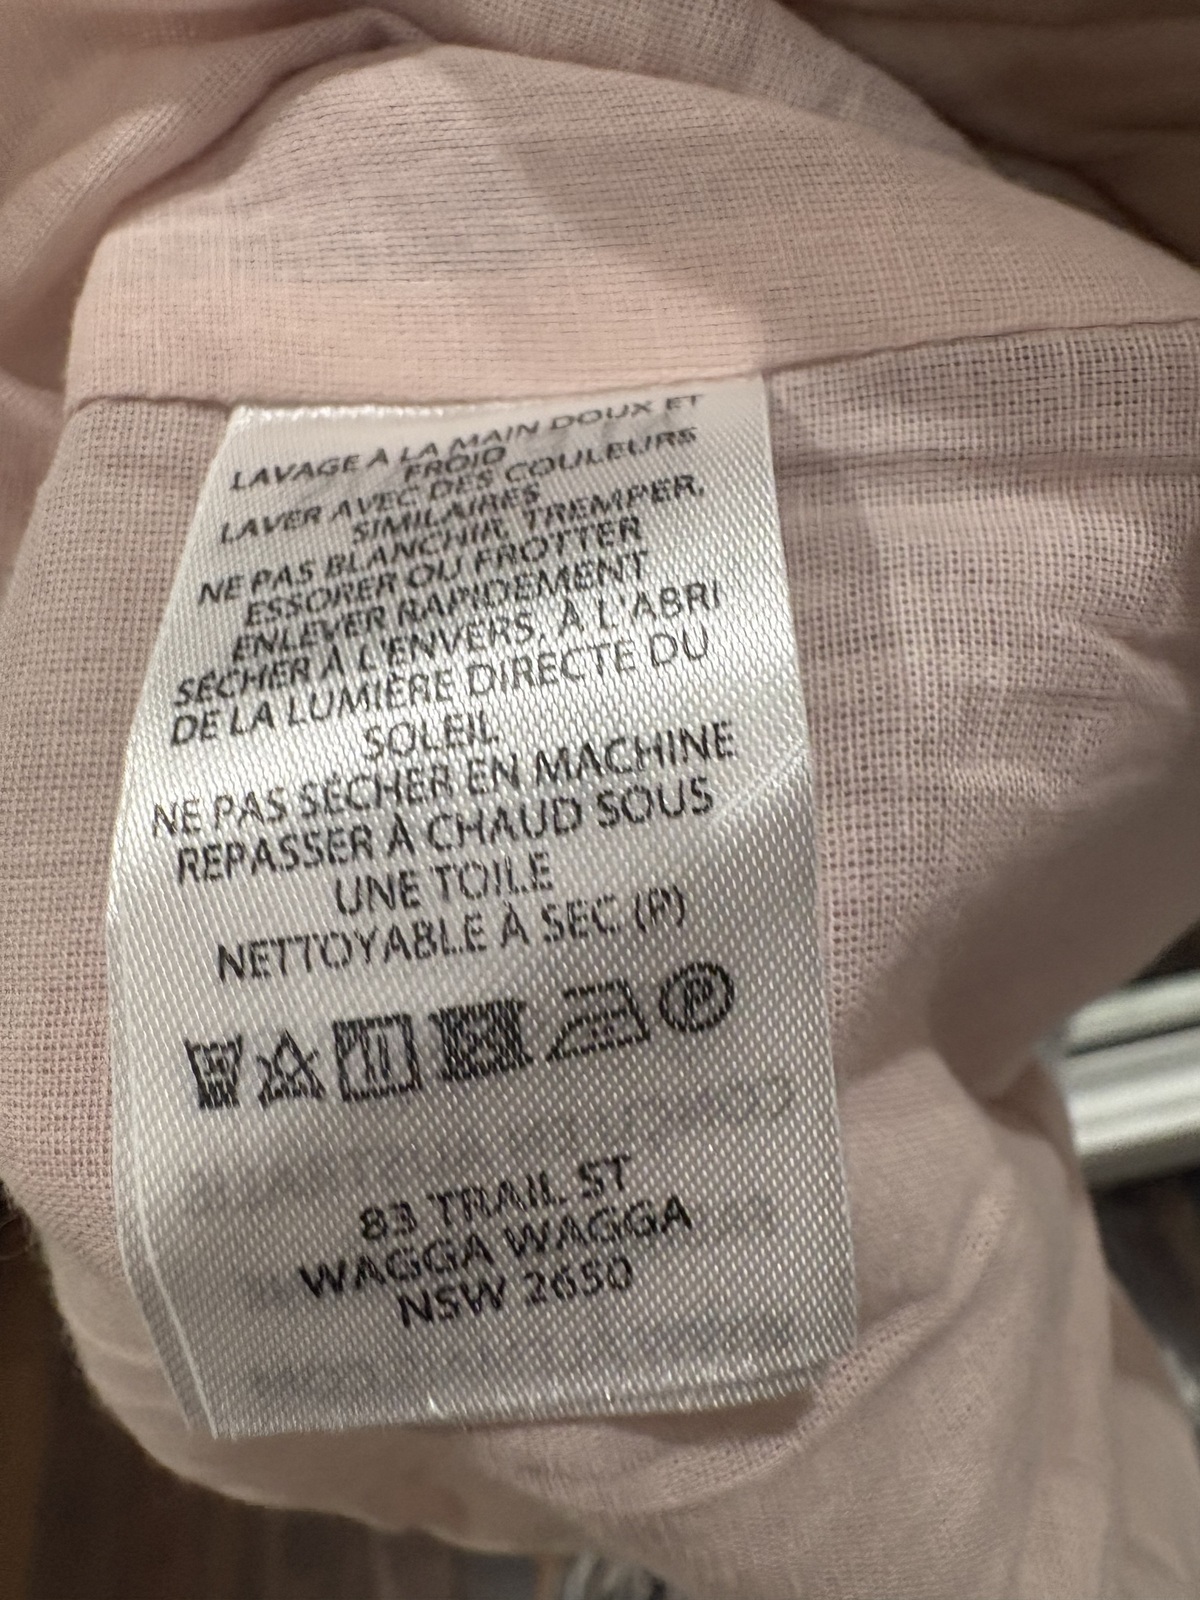 LAVAGE A LA MAIN DOUX ET
FROID
LAVER AVEC DES COULEURS
SIMILAIRES
NE PAS BLANCHIR, TREMPER,
ESSORER OU FROTTER
ENLEVER RAPIDEMENT
SÉCHER À L'ENVERS, À L'ABRI
DE LA LUMIÈRE DIRECTE DU
SOLEIL
NE PAS SÉCHER EN MACHINE
REPASSER À CHAUD SOUS
UNE TOILE
NETTOYABLE À SEC (P)
P
83 TRAIL ST
WAGGA WAGGA
NSW 2650